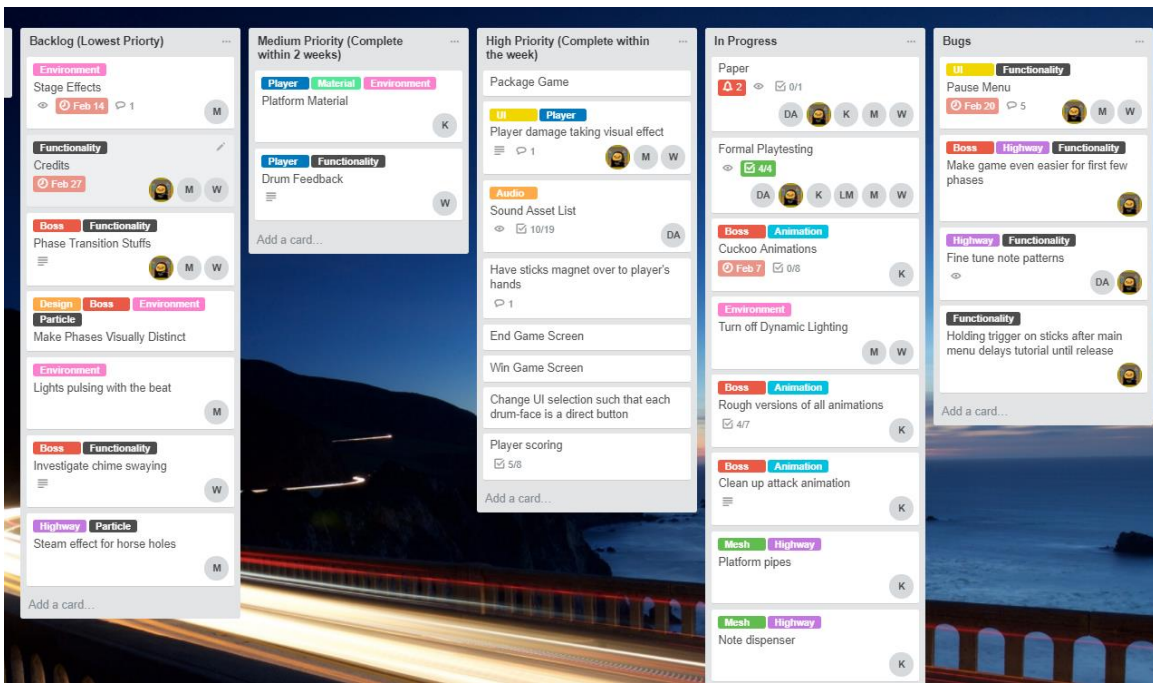 Backlog (Lowest Priorty)
Environment
Stage Effects
Feb 14 1
M
Functionality
Credits
Feb 27
M W
Boss Functionality
Phase Transition Stuffs
M W
Design Boss Environment
Particle
Make Phases Visually Distinct
Environment
Lights pulsing with the beat
M
Boss Functionality
Investigate chime swaying
W
Highway Particle
Steam effect for horse holes
M
Add a card...
Medium Priority (Complete
within 2 weeks)
Player Material Environment
Platform Material
K
Player Functionality
Drum Feedback
W
Add a card...
High Priority (Complete within
the week)
Package Game
UI Player
Player damage taking visual effect
1
M W
Audio
Sound Asset List
10/19
DA
Have sticks magnet over to player's
hands
1
End Game Screen
Win Game Screen
Change UI selection such that each
drum-face is a direct button
Player scoring
5/8
Add a card...
In Progress
Paper
2 0/1
DA K M W
Formal Playtesting
4/4
DA K LM M W
Boss Animation
Cuckoo Animations
Feb 7 0/8
K
Environment
Turn off Dynamic Lighting
M W
Boss Animation
Rough versions of all animations
4/7
K
Boss Animation
Clean up attack animation
K
Mesh Highway
Platform pipes
K
Mesh Highway
Note dispenser
K
Bugs
UI Functionality
Pause Menu
Feb 20 5
M W
Boss Highway Functionality
Make game even easier for first few
phases
Highway Functionality
Fine tune note patterns
DA
Functionality
Holding trigger on sticks after main
menu delays tutorial until release
Add a card...